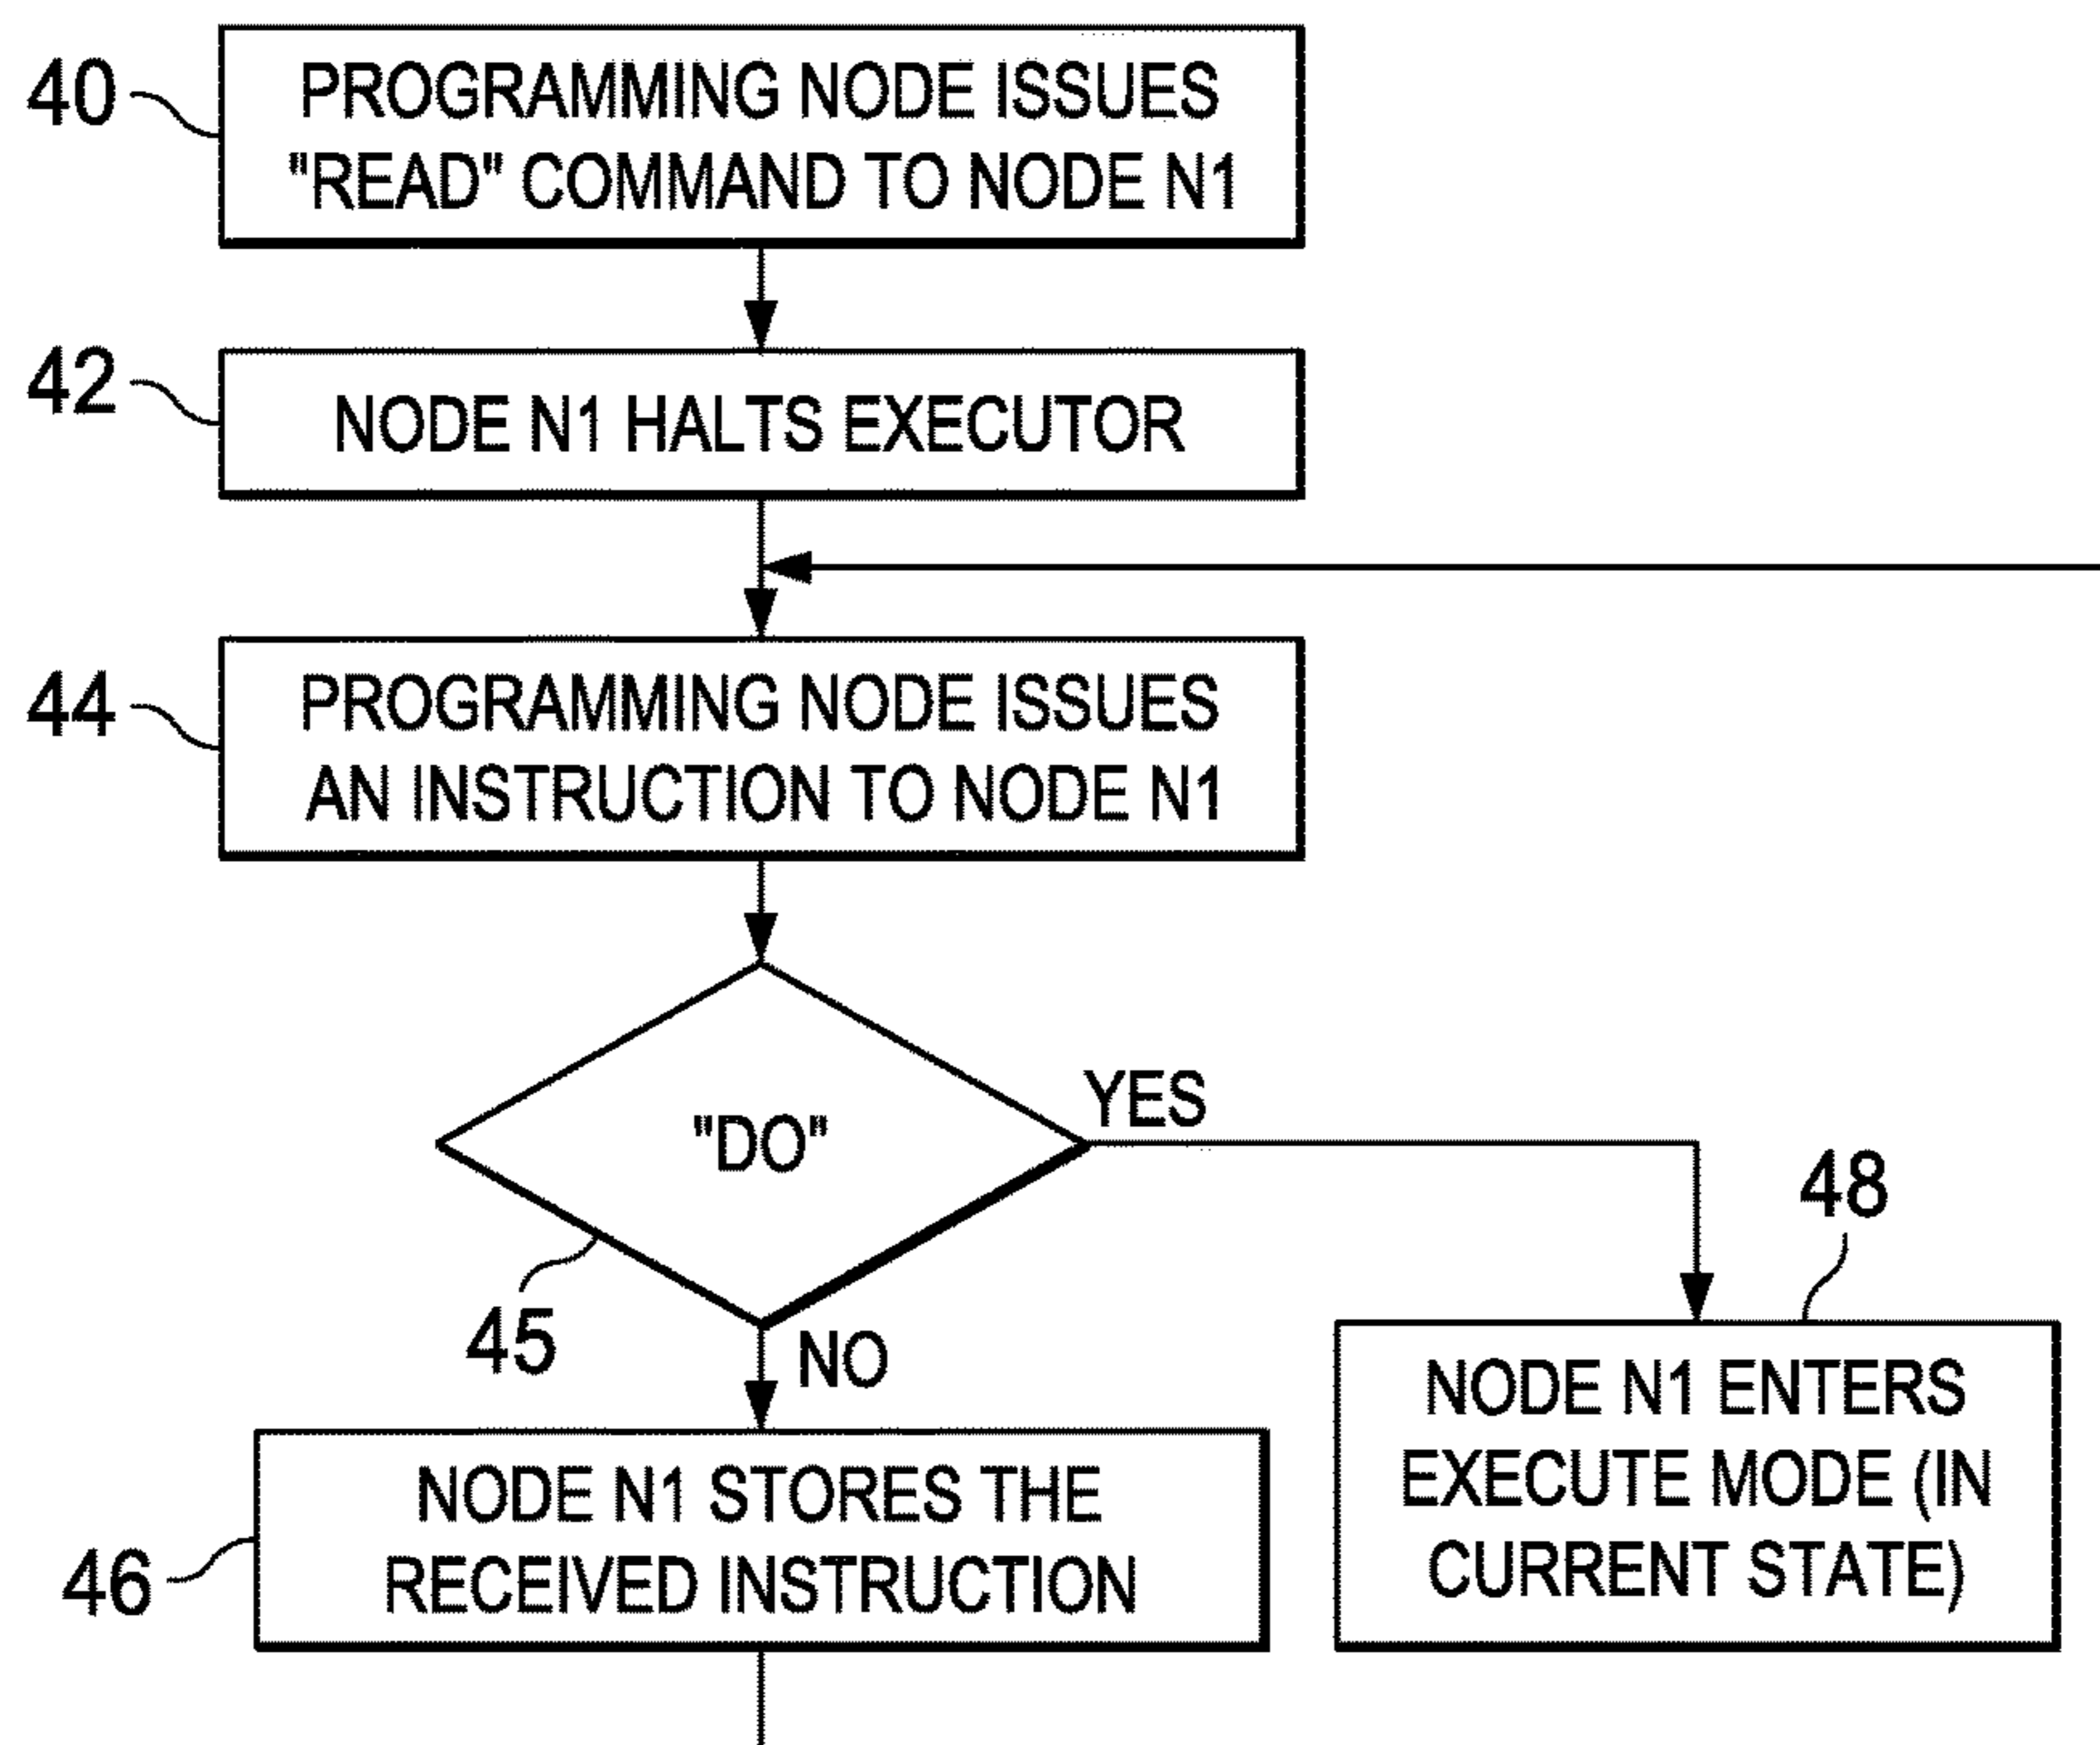 40
PROGRAMMING NODE ISSUES
"READ" COMMAND TO NODE N1
42
NODE N1 HALTS EXECUTOR
44
PROGRAMMING NODE ISSUES
AN INSTRUCTION TO NODE N1
"DO"
YES
45
NO
48
NODE N1 ENTERS
EXECUTE MODE (IN
CURRENT STATE)
46
NODE N1 STORES THE
RECEIVED INSTRUCTION